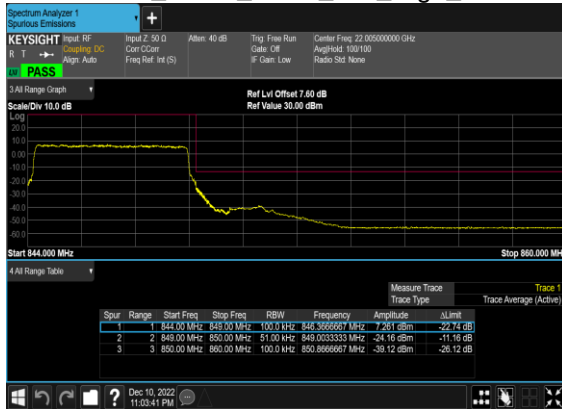 Spectrum Analyzer 1
Spurious Emissions
+
KEYSIGHT Input: RF
R T Coupling: DC
Align: Auto
Input Z: 50 Ω
Corr CCorr
Freq Ref: Int (S)
Atten: 40 dB
Trig: Free Run
Gate: Off
IF Gain: Low
Center Freq: 22.005000000 GHz
Avg|Hold: 100/100
Radio Std: None
PASS
3 All Range Graph
Scale/Div 10.0 dB
Ref Lvl Offset 7.60 dB
Ref Value 30.00 dBm
Log
20.0
10.0
0.00
-10.0
-20.0
-30.0
-40.0
-50.0
-60.0
Start 844.000 MHz
Stop 860.000 MHz
4 All Range Table
Measure Trace Trace 1
Trace Type Trace Average (Active)
Spur Range Start Freq Stop Freq RBW Frequency Amplitude ΔLimit
1 1 844.00 MHz 849.00 MHz 100.0 kHz 846.3666667 MHz 7.261 dBm -22.74 dB
2 2 849.00 MHz 850.00 MHz 51.00 kHz 849.0033333 MHz -24.16 dBm -11.16 dB
3 3 850.00 MHz 860.00 MHz 100.0 kHz 850.8666667 MHz -39.12 dBm -26.12 dB
?
Dec 10, 2022
11:03:41 PM